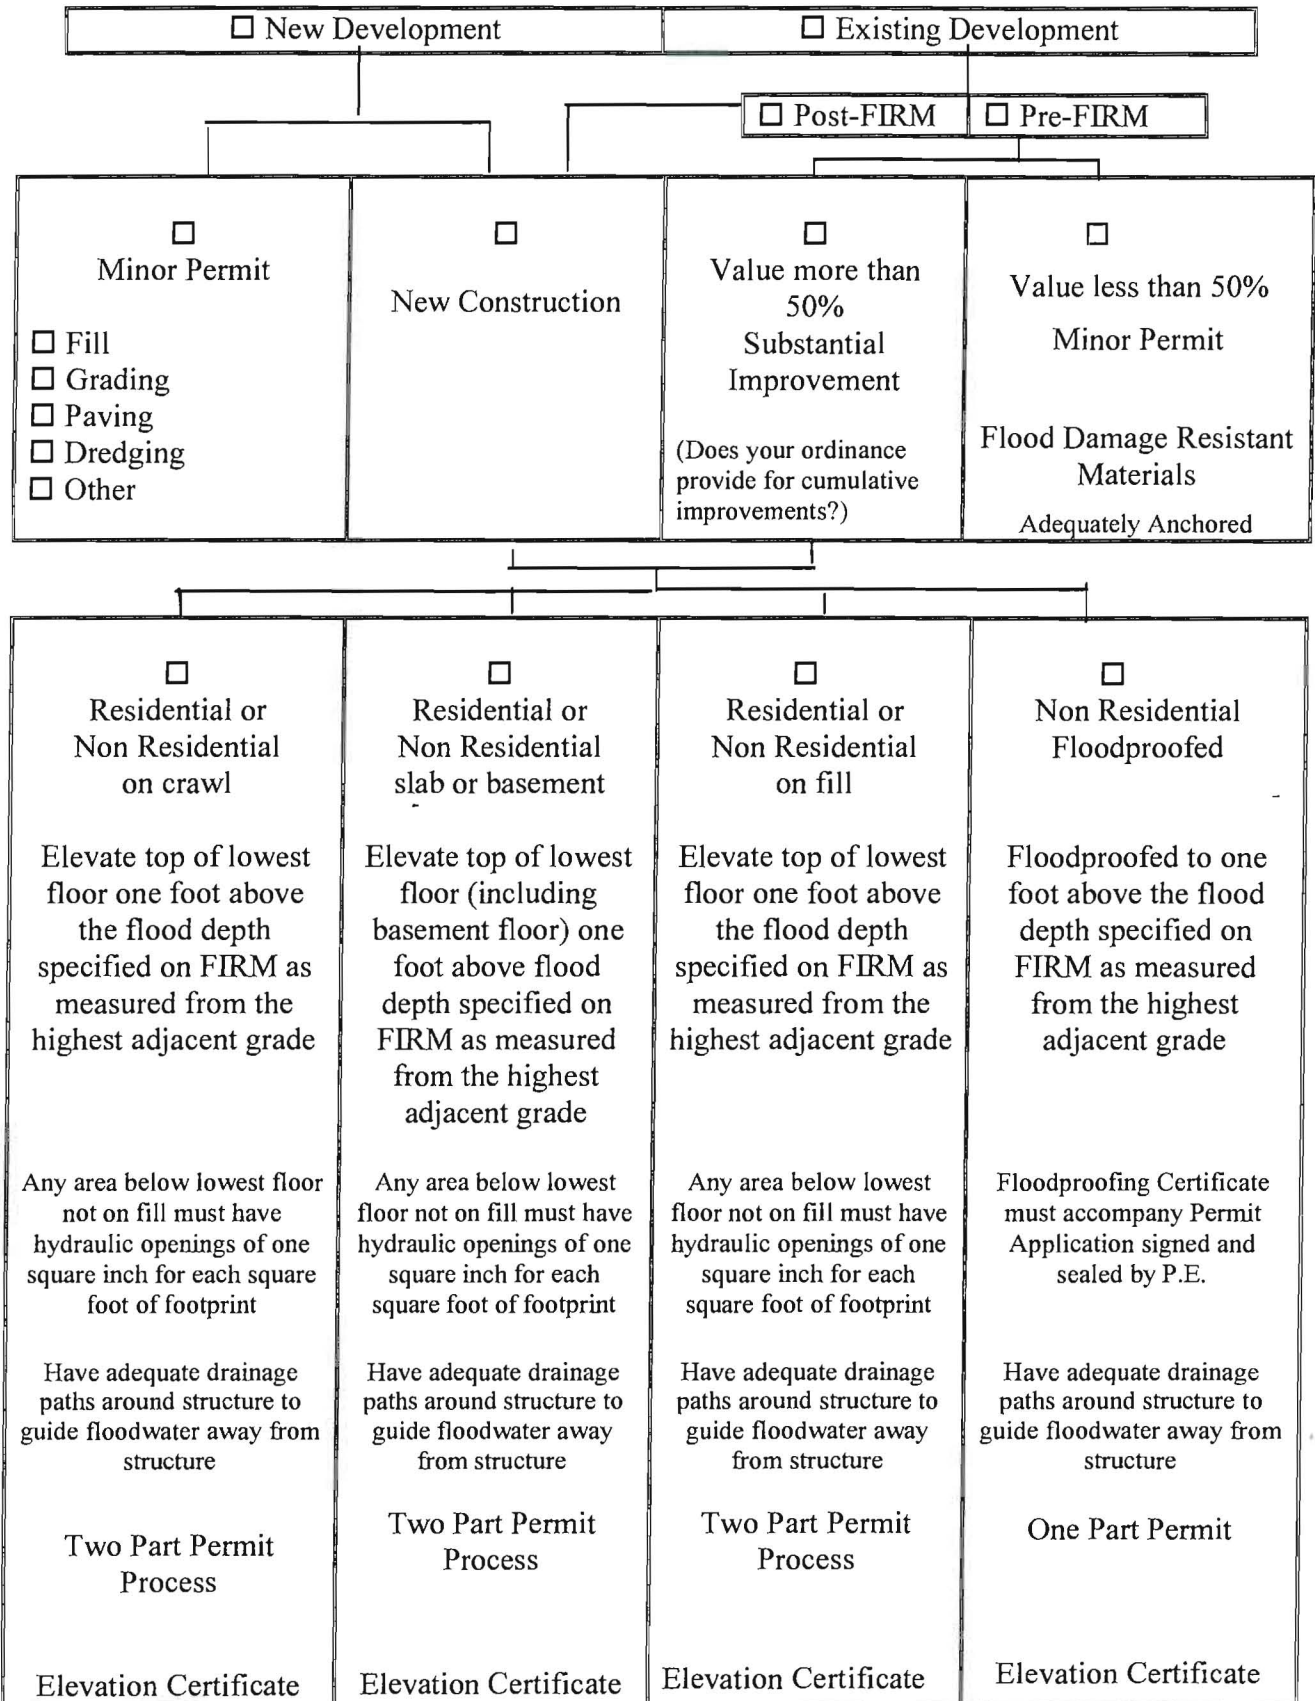 ☐ New Development
☐ Existing Development
☐ Post-FIRM
☐ Pre-FIRM
☐
Minor Permit
☐ Fill
☐ Grading
☐ Paving
☐ Dredging
☐ Other
☐
New Construction
☐
Value more than
50%
Substantial
Improvement
(Does your ordinance
provide for cumulative
improvements?)
☐
Value less than 50%
Minor Permit
Flood Damage Resistant
Materials
Adequately Anchored
☐
Residential or
Non Residential
on crawl
Elevate top of lowest
floor one foot above
the flood depth
specified on FIRM as
measured from the
highest adjacent grade
Any area below lowest floor
not on fill must have
hydraulic openings of one
square inch for each square
foot of footprint
Have adequate drainage
paths around structure to
guide floodwater away from
structure
Two Part Permit
Process
Elevation Certificate
☐
Residential or
Non Residential
slab or basement
Elevate top of lowest
floor (including
basement floor) one
foot above flood
depth specified on
FIRM as measured
from the highest
adjacent grade
Any area below lowest
floor not on fill must have
hydraulic openings of one
square inch for each
square foot of footprint
Have adequate drainage
paths around structure to
guide floodwater away
from structure
Two Part Permit
Process
Elevation Certificate
☐
Residential or
Non Residential
on fill
Elevate top of lowest
floor one foot above
the flood depth
specified on FIRM as
measured from the
highest adjacent grade
Any area below lowest
floor not on fill must have
hydraulic openings of one
square inch for each
square foot of footprint
Have adequate drainage
paths around structure to
guide floodwater away
from structure
Two Part Permit
Process
Elevation Certificate
☐
Non Residential
Floodproofed
Floodproofed to one
foot above the flood
depth specified on
FIRM as measured
from the highest
adjacent grade
Floodproofing Certificate
must accompany Permit
Application signed and
sealed by P.E.
Have adequate drainage
paths around structure to
guide floodwater away from
structure
One Part Permit
Elevation Certificate